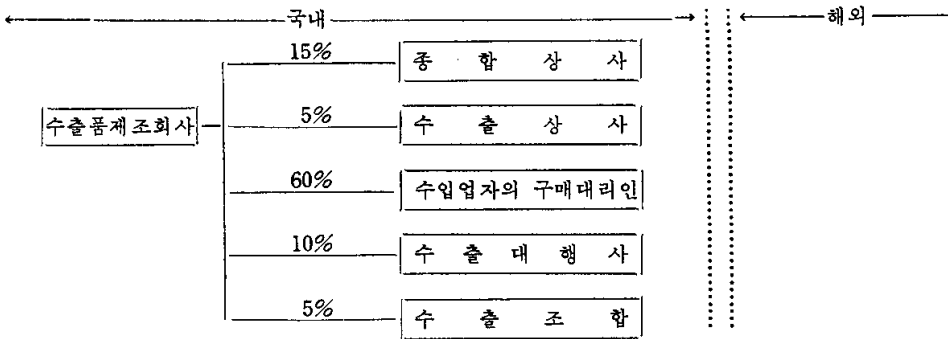 국내 해외
15% 종합상사
수출품제조회사 5% 수출상사
60% 수입업자의 구매대리인
10% 수출대행사
5% 수출조합